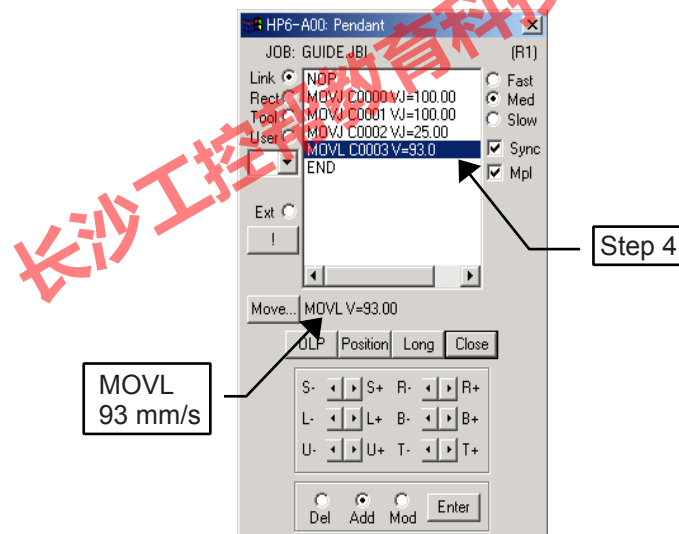 HP6-A00: Pendant
JOB: GUIDE.JBI (R1)
Link NOP Fast
Rect MOVJ C0000 VJ=100.00 Med
Tool MOVJ C0001 VJ=100.00 Slow
User MOVJ C0002 VJ=25.00
MOVL C0003 V=93.0 Sync
END Mpl
Ext
!
Step 4
Move... MOVL V=93.00
OLP Position Long Close
MOVL
93 mm/s
S- S+ R- R+
L- L+ B- B+
U- U+ T- T+
Del Add Mod Enter
长沙工控帮教育科技